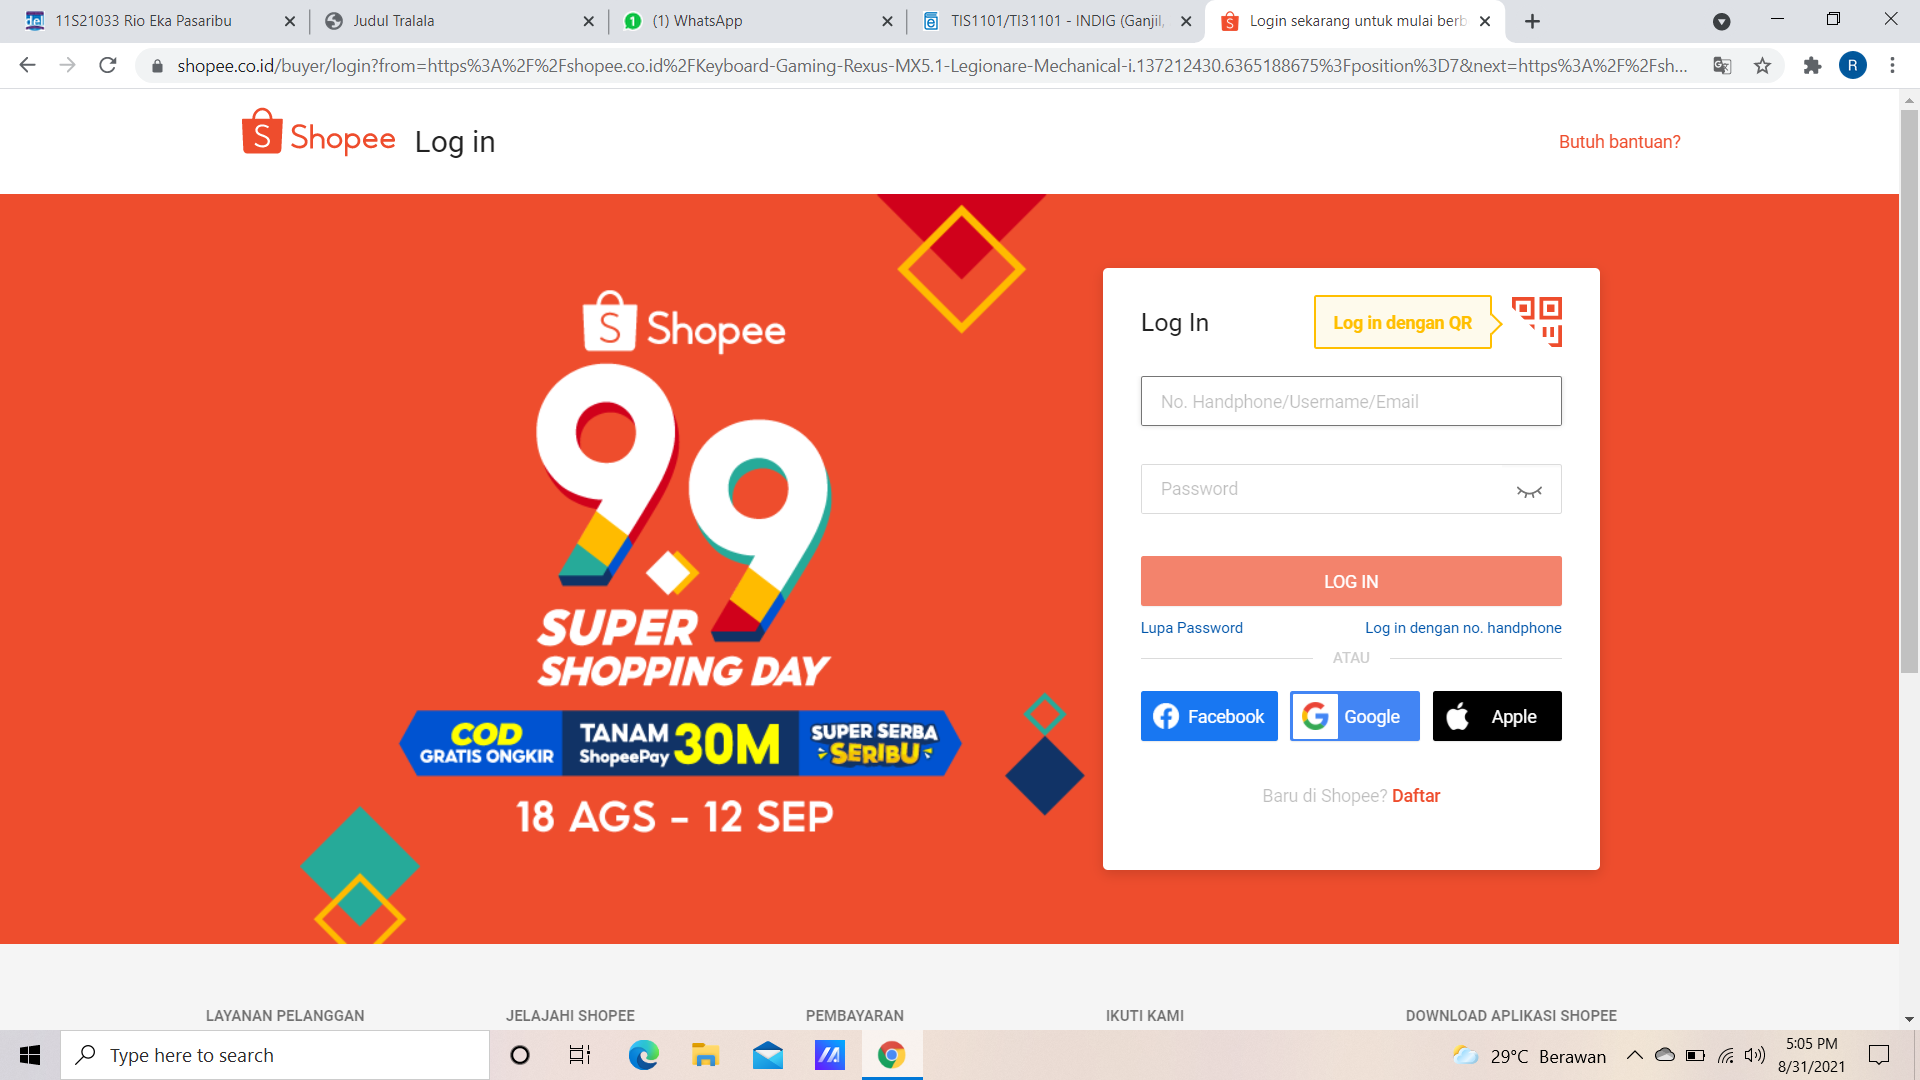 11S21033 Rio Eka Pasaribu
Judul Tralala
(1) WhatsApp
TIS1101/TI31101 - INDIG (Ganjil,
Login sekarang untuk mulai berb
shopee.co.id/buyer/login?from=https%3A%2F%2Fshopee.co.id%2FKeyboard-Gaming-Rexus-MX5.1-Legionare-Mechanical-i.137212430.6365188675%3Fposition%3D7&next=https%3A%2F%2Fsh...
R
Shopee Log in
Butuh bantuan?
Shopee
9.9
SUPER
SHOPPING DAY
COD
GRATIS ONGKIR
TANAM
ShopeePay
30M
SUPER SERBA
SERIBU
18 AGS - 12 SEP
Log In
Log in dengan QR
No. Handphone/Username/Email
Password
LOG IN
Lupa Password
Log in dengan no. handphone
ATAU
Facebook
Google
Apple
Baru di Shopee? Daftar
LAYANAN PELANGGAN
JELAJAHI SHOPEE
PEMBAYARAN
IKUTI KAMI
DOWNLOAD APLIKASI SHOPEE
Type here to search
29°C Berawan
5:05 PM
8/31/2021